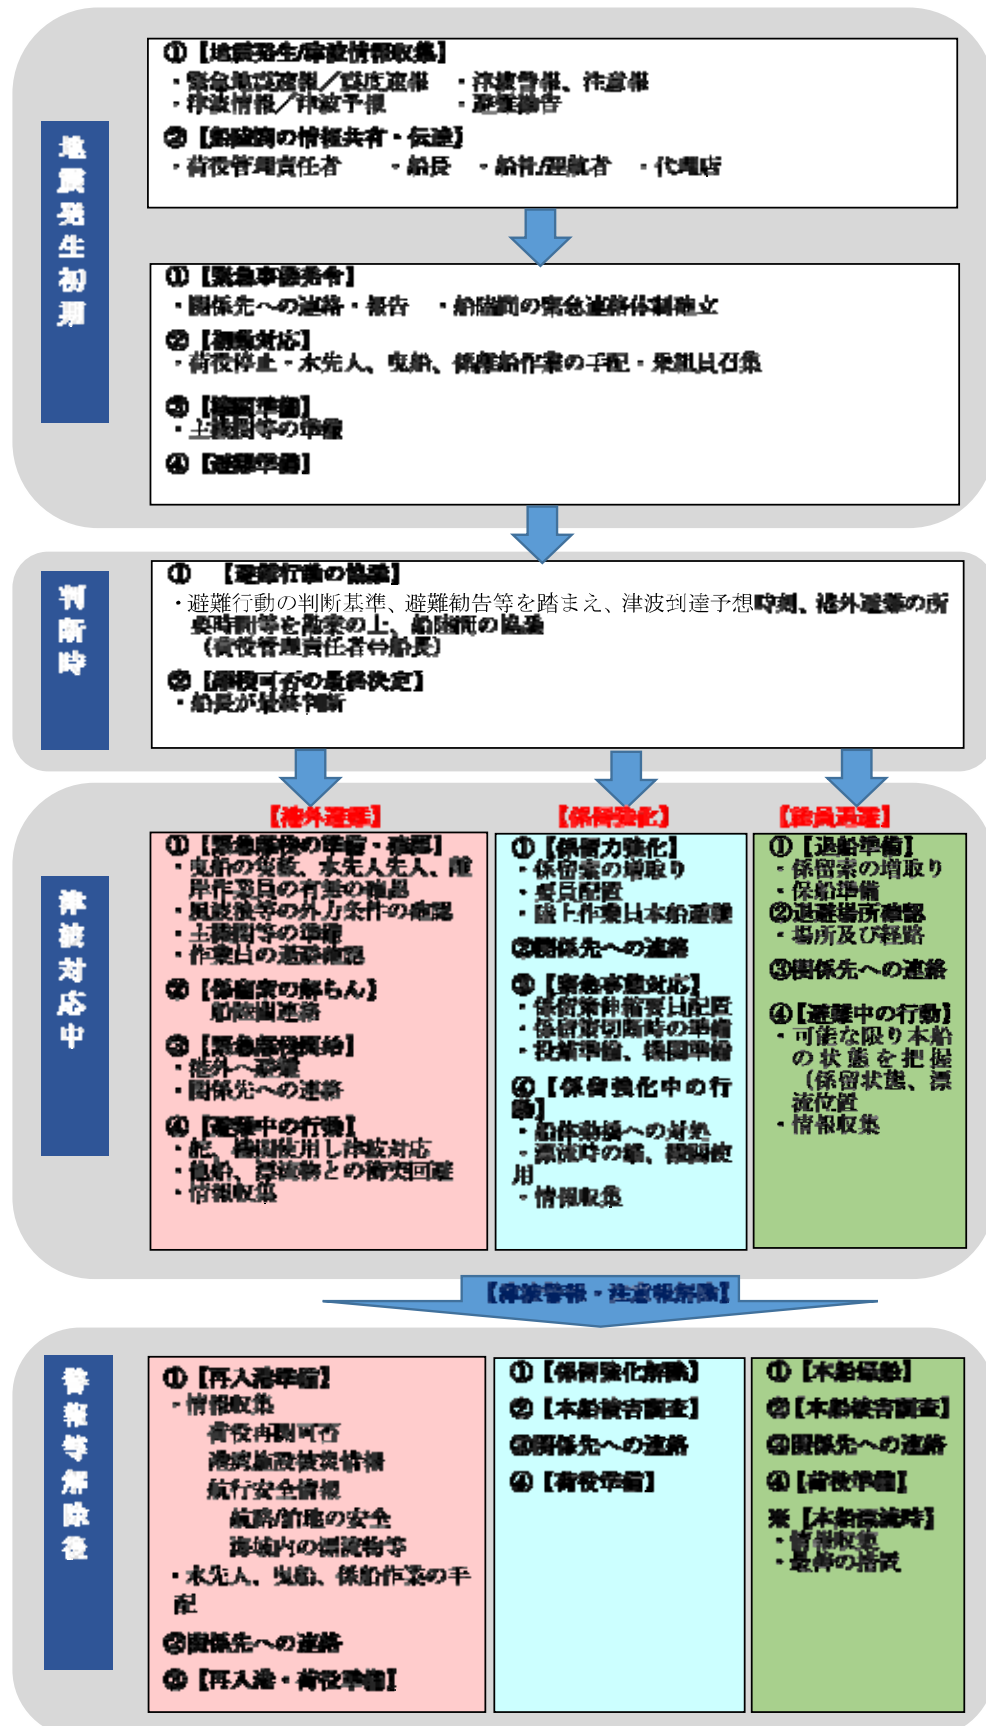 地震発生初期
①【地震発生/津波情報収集】
・緊急地震速報／震度速報　・津波警報、注意報
・津波情報／津波予報　・避難勧告
②【船陸間の情報共有・伝達】
・荷役管理責任者　・船長　・船社/運航者　・代理店
①【緊急事態発令】
・関係先への連絡・報告　・船陸間の緊急連絡体制確立
②【初動対応】
・荷役停止・水先人、曳船、係離船作業の手配・乗組員召集
③【機関準備】
・主機関等の準備
④【避難準備】
判断時
①　【避難行動の協議】
・避難行動の判断基準、避難勧告等を踏まえ、津波到達予想時刻、港外避難の所
要時間等を勘案の上、船陸間の協議
（荷役管理責任者⇔船長）
②【離桟可否の最終決定】
・船長が最終判断
津波対応中
【港外避難】
①【緊急離桟の準備・確認】
・曳船の隻数、水先人先人、離
岸作業員の有無の確認
・風波浪等の外力条件の確認
・主機関等の準備
・作業員の退避確認
②【係留索の解らん】
船陸間連絡
③【緊急離桟開始】
・港外へ避難
・関係先への連絡
④【避難中の行動】
・舵、機関使用し津波対応
・他船、漂流物との衝突回避
・情報収集
【係留強化】
①【係留力強化】
・係留索の増取り
・要員配置
・陸上作業員本船避難
②関係先への連絡
③【緊急事態対応】
・係留索伸縮要員配置
・係留索切断時の準備
・投錨準備、機関準備
④【係留強化中の行
動】
・船体動揺への対処
・漂流時の錨、機関使
用
・情報収集
【総員退避】
①【退船準備】
・係留索の増取り
・保船準備
②退避場所確認
・場所及び経路
③関係先への連絡
④【避難中の行動】
・可能な限り本船
の状態を把握
（係留状態、漂
流位置
・情報収集
【津波警報・注意報解除】
警報等解除後
①【再入港準備】
・情報収集
荷役再開可否
港湾施設被災情報
航行安全情報
航路/泊地の安全
海域内の漂流物等
・水先人、曳船、係船作業の手
配
②関係先への連絡
③【再入港・荷役準備】
①【係留強化解除】
②【本船被害調査】
③関係先への連絡
④【荷役準備】
①【本船帰船】
②【本船被害調査】
③関係先への連絡
④【荷役準備】
※【本船漂流時】
・情報収集
・最善の措置